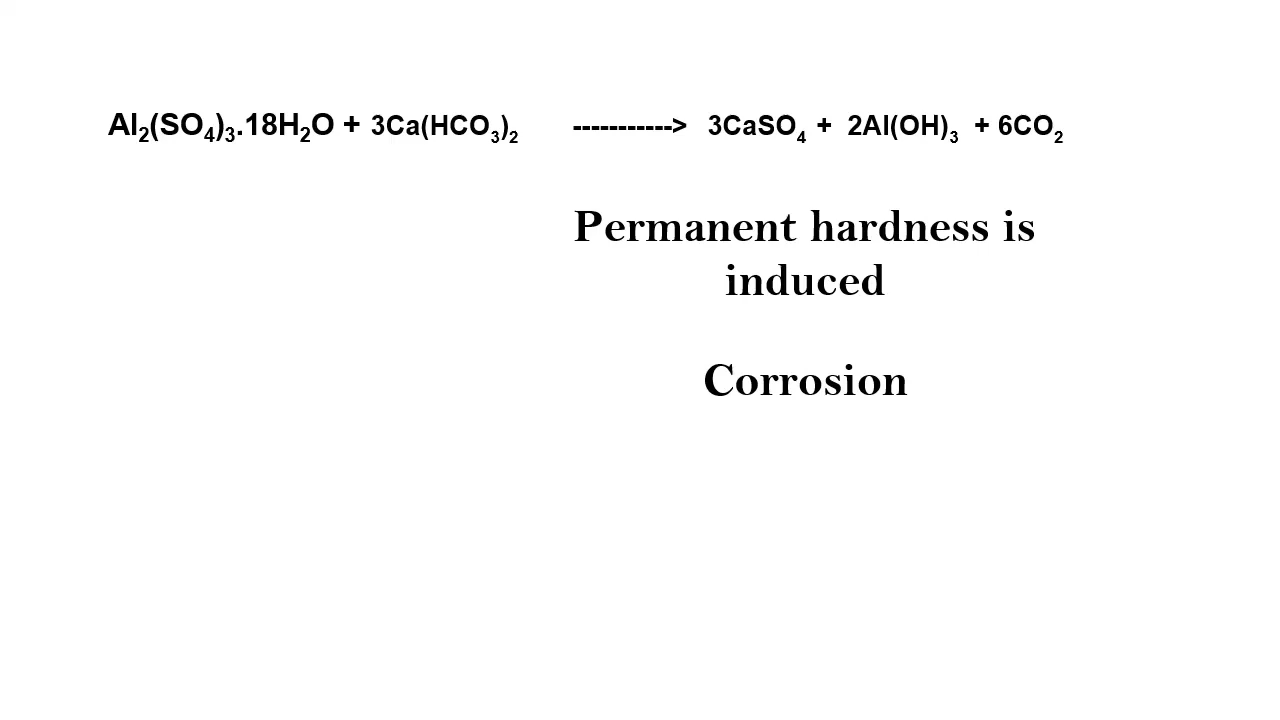 Al₂(SO₄)₃.18H₂O + 3Ca(HCO₃)₂ -----------> 3CaSO₄ + 2Al(OH)₃ + 6CO₂
Permanent hardness is
induced
Corrosion